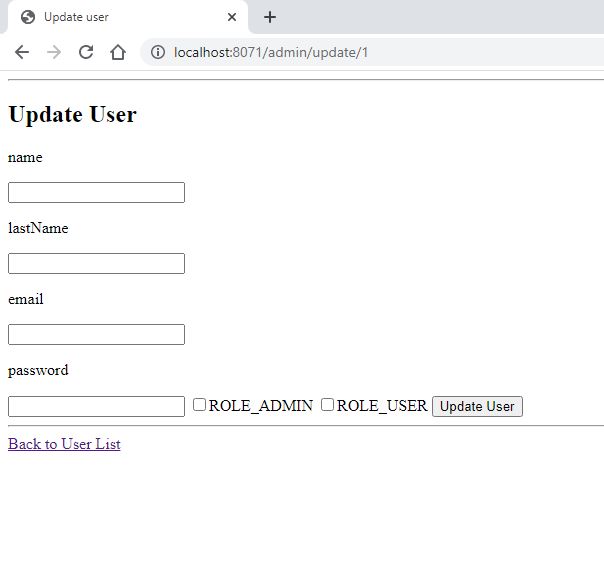 Update user
localhost:8071/admin/update/1
Update User
name
lastName
email
password
ROLE_ADMIN ROLE_USER Update User
Back to User List